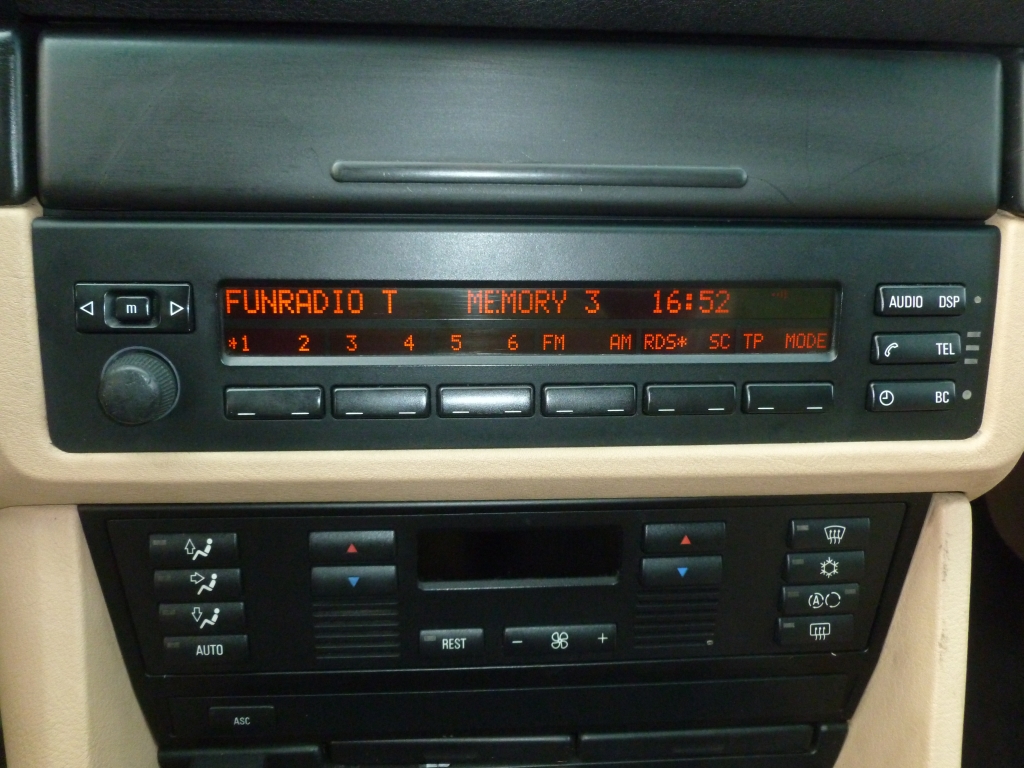 FUNRADIO T MEMORY 3 16:52
*1 2 3 4 5 6 FM AM RDS* SC TP MODE
m
AUDIO DSP
TEL
BC
AUTO
REST
- +
A
ASC